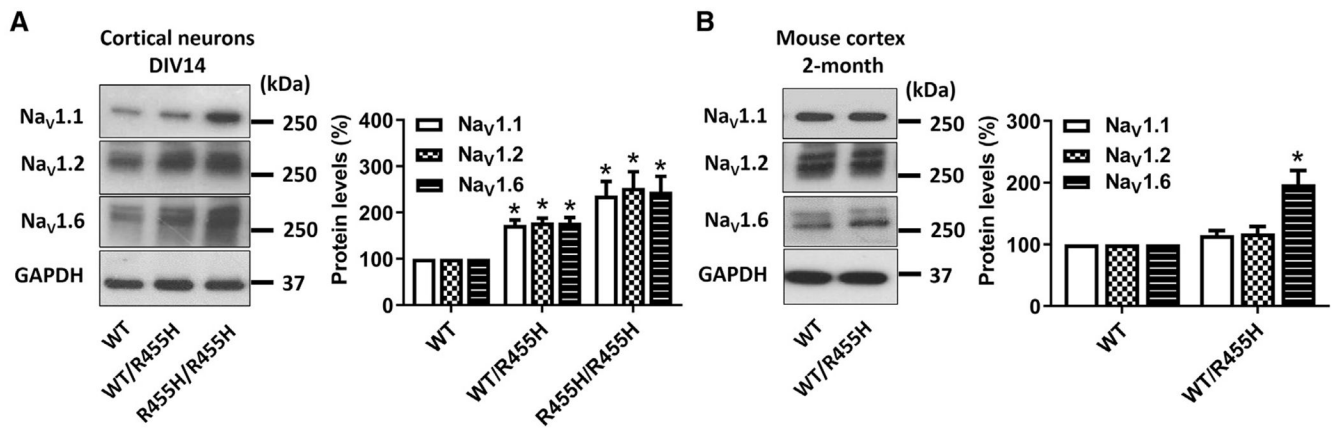 A
Cortical neurons
DIV14
(kDa)
NaV1.1
250
NaV1.2
250
NaV1.6
250
GAPDH
37
WT
WT/R455H
R455H/R455H
Protein levels (%)
400
300
200
100
0
NaV1.1
NaV1.2
NaV1.6
* * *
* * *
WT
WT/R455H
R455H/R455H
B
Mouse cortex
2-month
(kDa)
NaV1.1
250
NaV1.2
250
NaV1.6
250
GAPDH
37
WT
WT/R455H
Protein levels (%)
300
200
100
0
NaV1.1
NaV1.2
NaV1.6
*
WT
WT/R455H